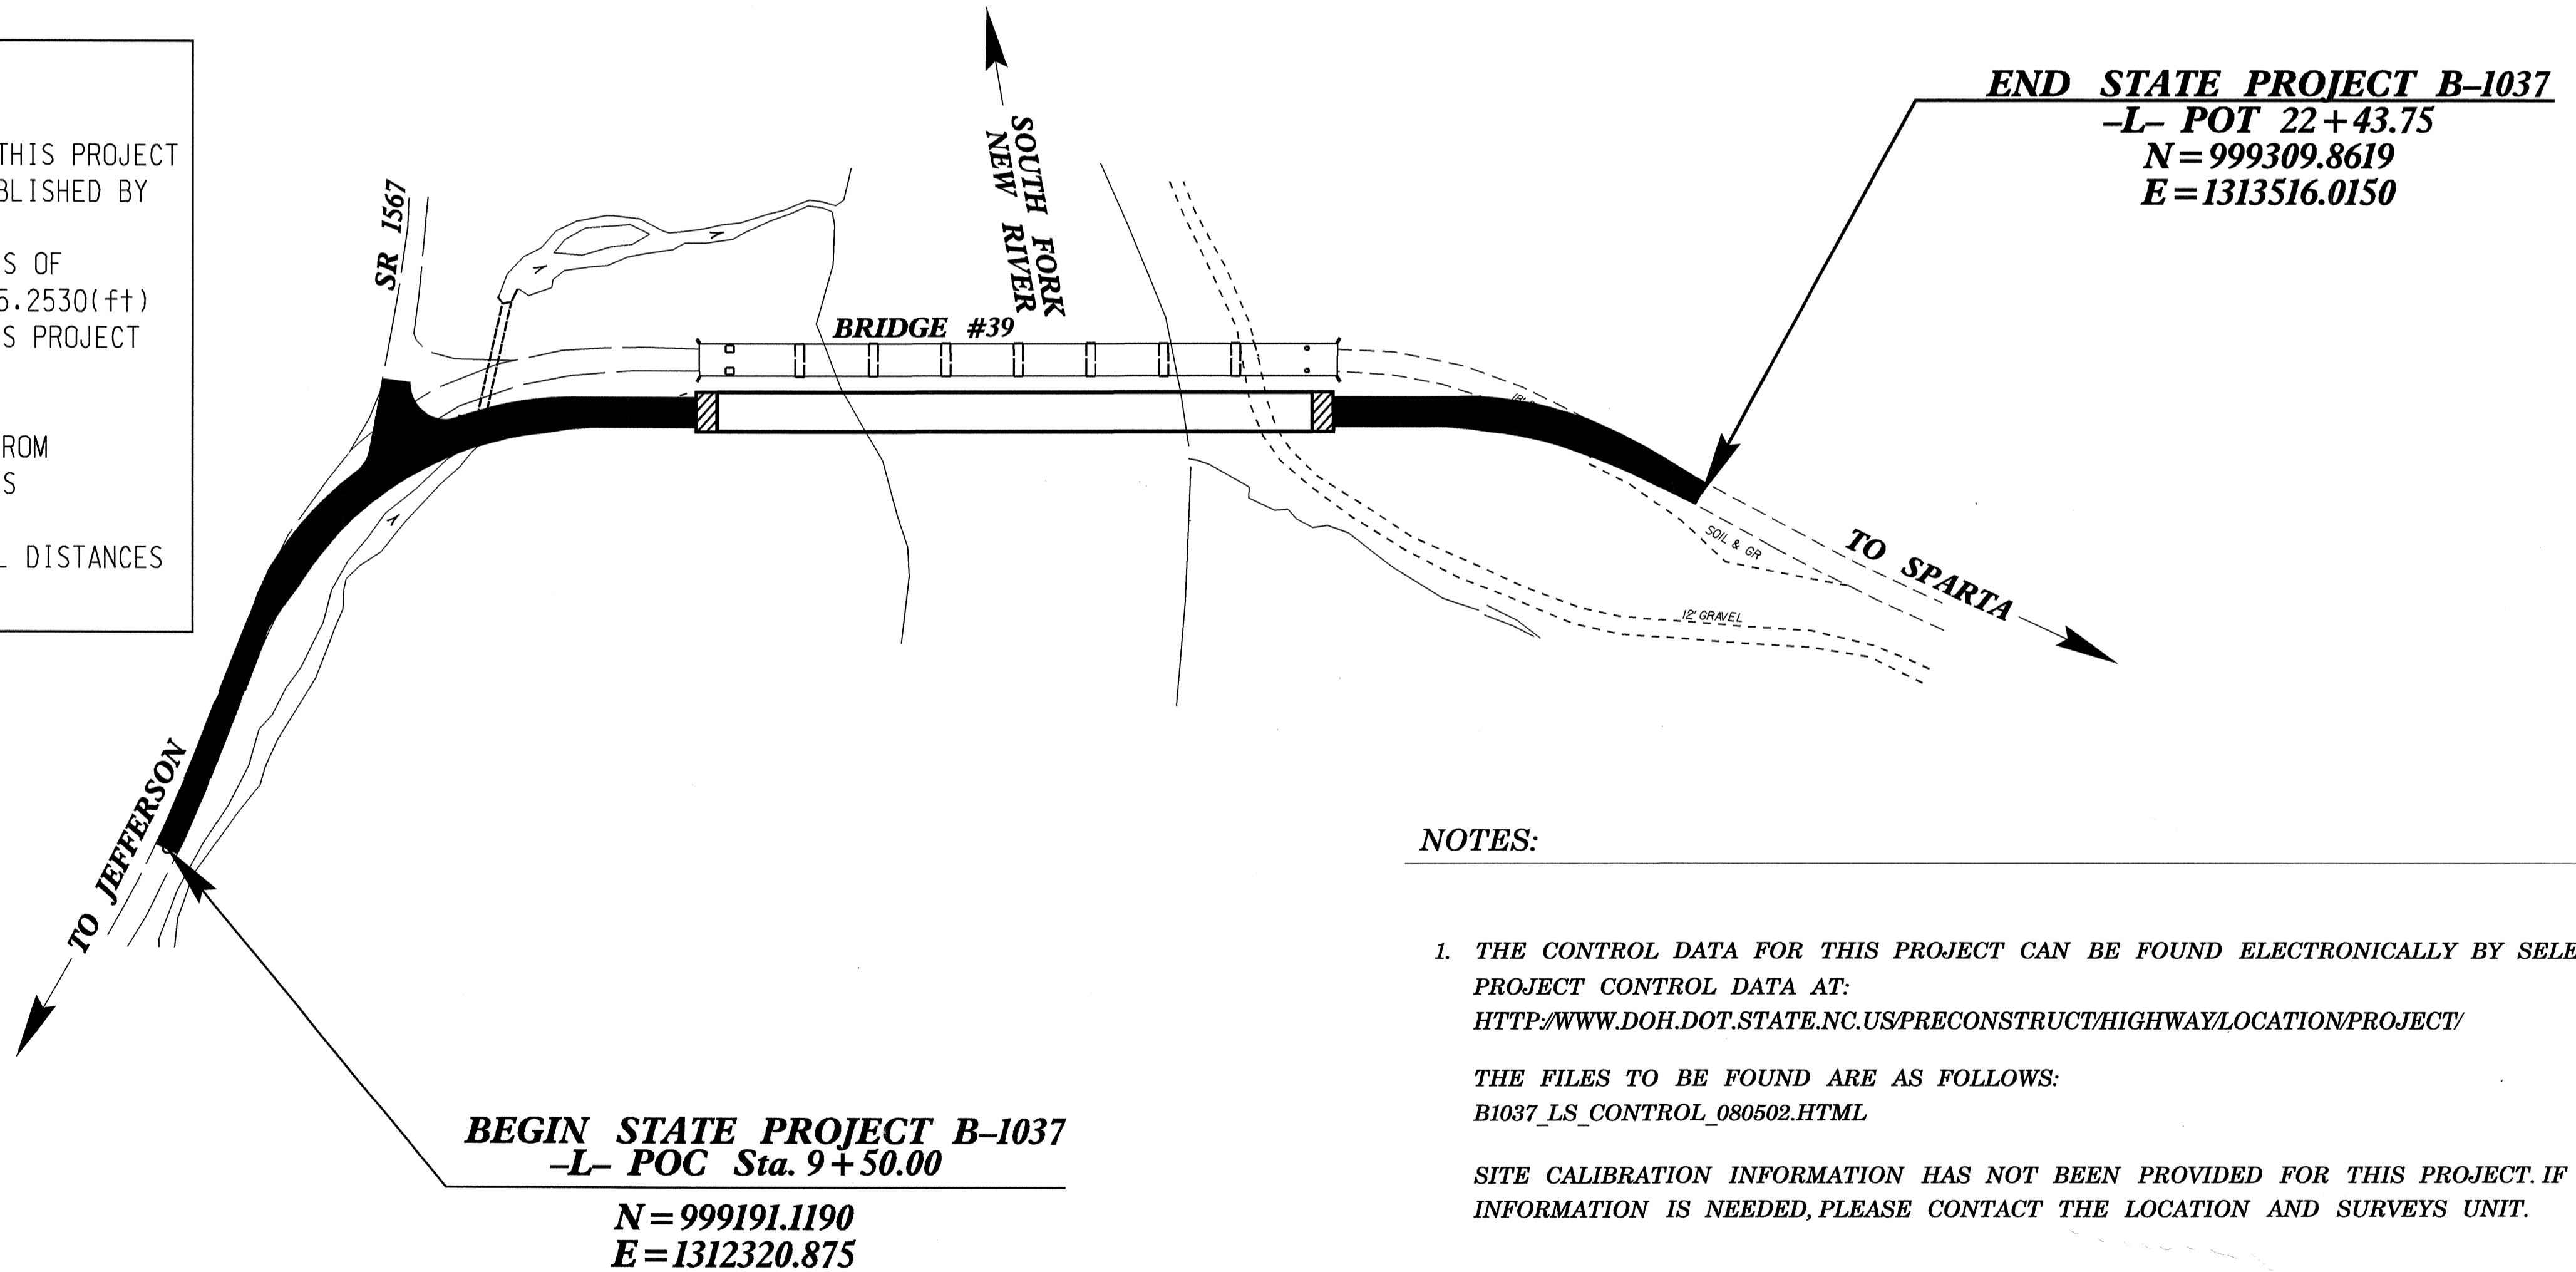 THIS PROJECT
BLISHED BY
S OF
5.2530(ft)
S PROJECT
ROM
S
L DISTANCES
SR 1567
SOUTH FORK
NEW RIVER
BRIDGE #39
END STATE PROJECT B-1037
-L- POT 22+43.75
N=999309.8619
E=1313516.0150
SOIL & GR
TO SPARTA
12' GRAVEL
TO JEFFERSON
BEGIN STATE PROJECT B-1037
-L- POC Sta. 9+50.00
N=999191.1190
E=1312320.875
NOTES:
1. THE CONTROL DATA FOR THIS PROJECT CAN BE FOUND ELECTRONICALLY BY SELE
PROJECT CONTROL DATA AT:
HTTP://WWW.DOH.DOT.STATE.NC.US/PRECONSTRUCT/HIGHWAY/LOCATION/PROJECT/
THE FILES TO BE FOUND ARE AS FOLLOWS:
B1037_LS_CONTROL_080502.HTML
SITE CALIBRATION INFORMATION HAS NOT BEEN PROVIDED FOR THIS PROJECT. IF
INFORMATION IS NEEDED, PLEASE CONTACT THE LOCATION AND SURVEYS UNIT.